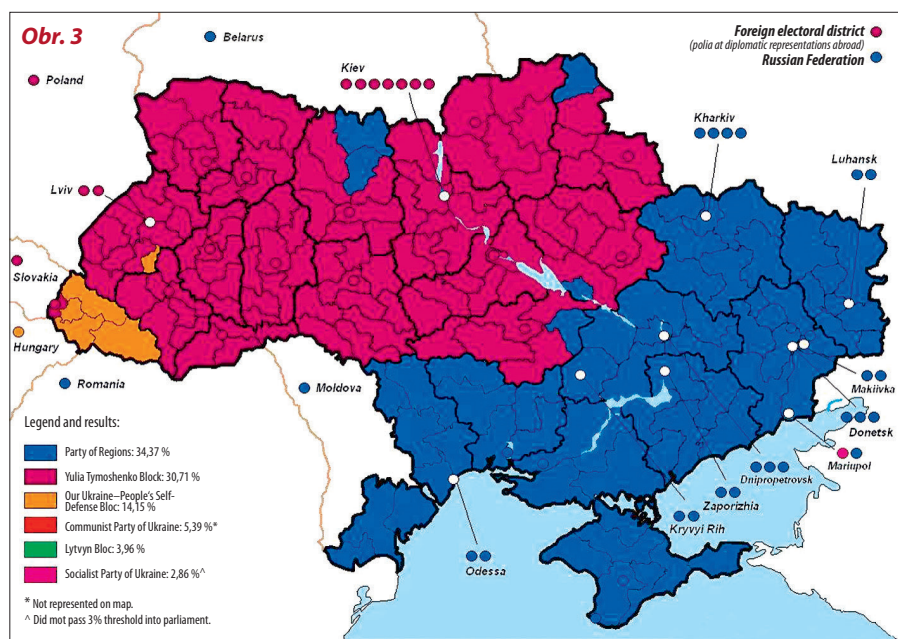 Obr. 3
Belarus
Foreign electoral district
(polia at diplomatic representations abroad)
Russian Federation
Poland
Kiev
Kharkiv
Luhansk
Lviv
Slovakia
Hungary
Romania
Moldova
Makiivka
Donetsk
Mariupol
Dnipropetrovsk
Zaporizhia
Kryvyi Rih
Odessa
Legend and results:
Party of Regions: 34,37 %
Yulia Tymoshenko Block: 30,71 %
Our Ukraine–People's Self-
Defense Bloc: 14,15 %
Communist Party of Ukraine: 5,39 %*
Lytvyn Bloc: 3,96 %
Socialist Party of Ukraine: 2,86 %^
* Not represented on map.
^ Did mot pass 3% threshold into parliament.